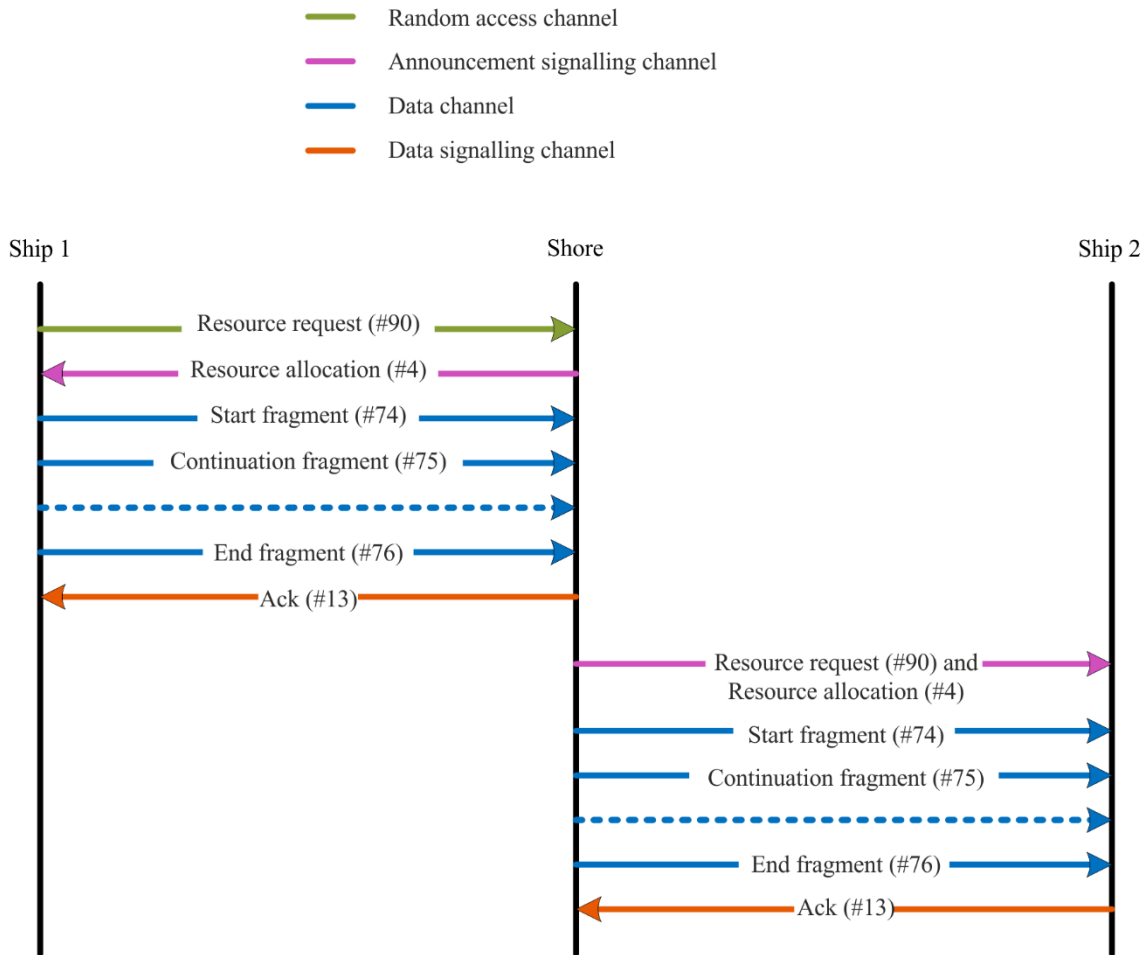 Random access channel
Announcement signalling channel
Data channel
Data signalling channel
Ship 1
Shore
Ship 2
Resource request (#90)
Resource allocation (#4)
Start fragment (#74)
Continuation fragment (#75)
End fragment (#76)
Ack (#13)
Resource request (#90) and
Resource allocation (#4)
Start fragment (#74)
Continuation fragment (#75)
End fragment (#76)
Ack (#13)